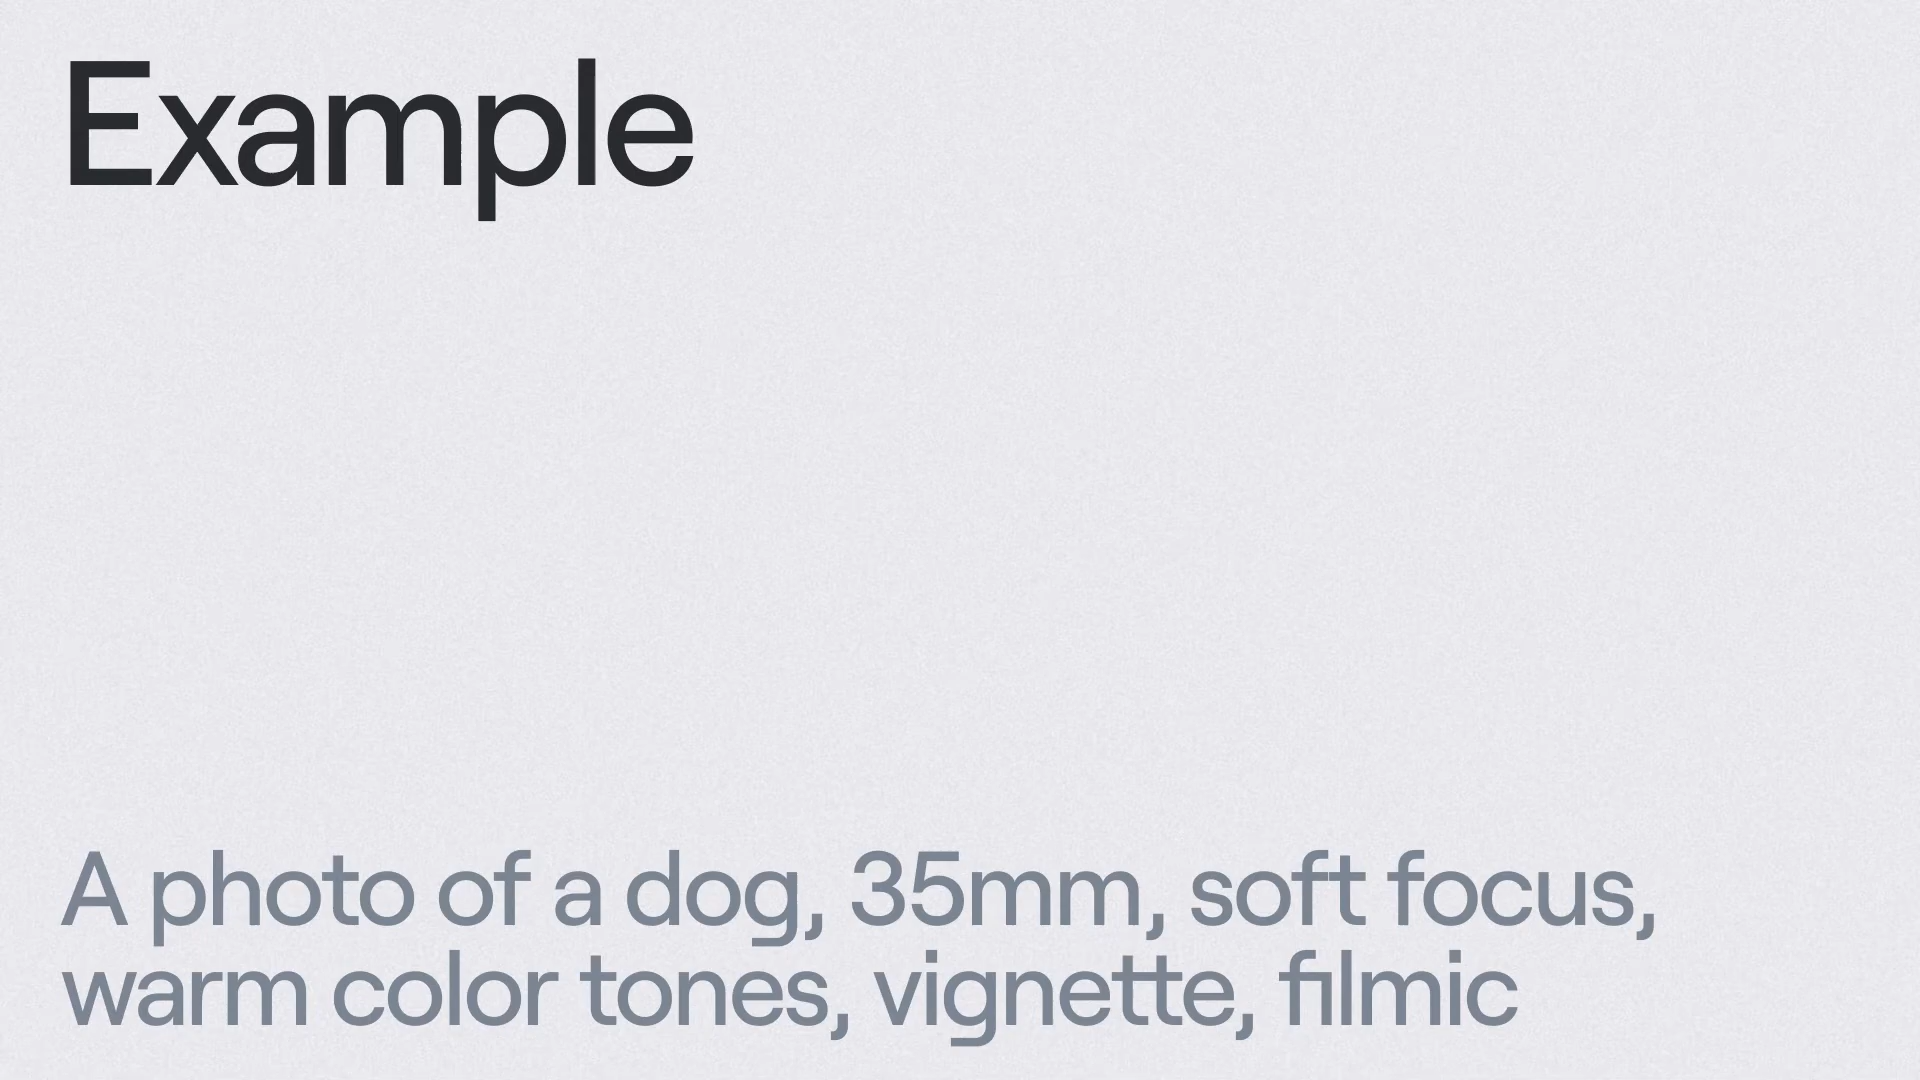 Example
A photo of a dog, 35mm, soft focus,
warm color tones, vignette, filmic